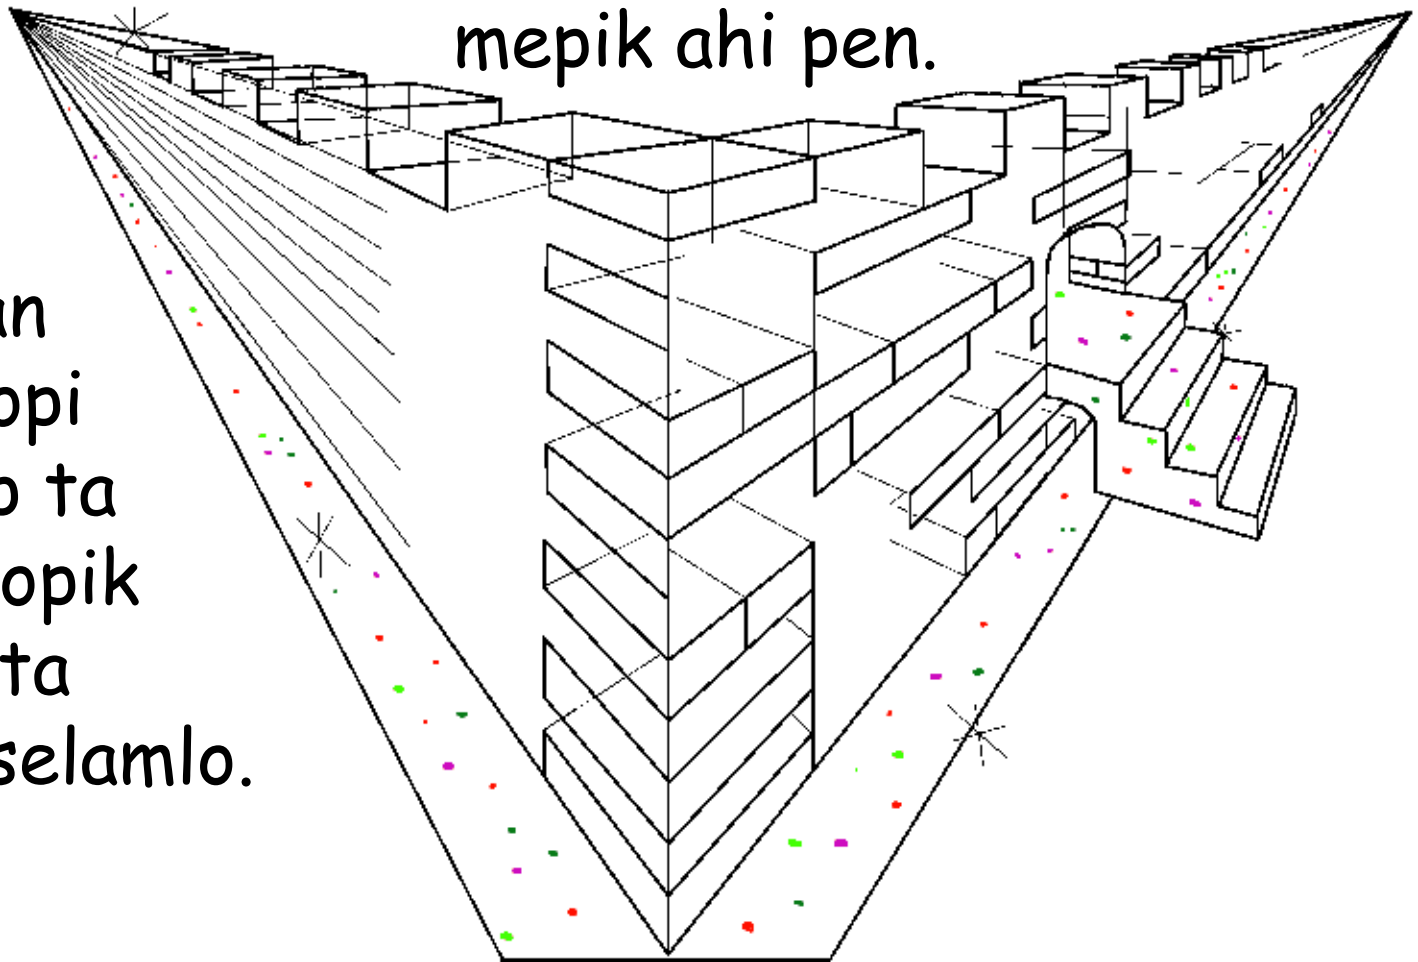 mepik ahi pen.
an
opi
o ta
opik
ta
selamlo.